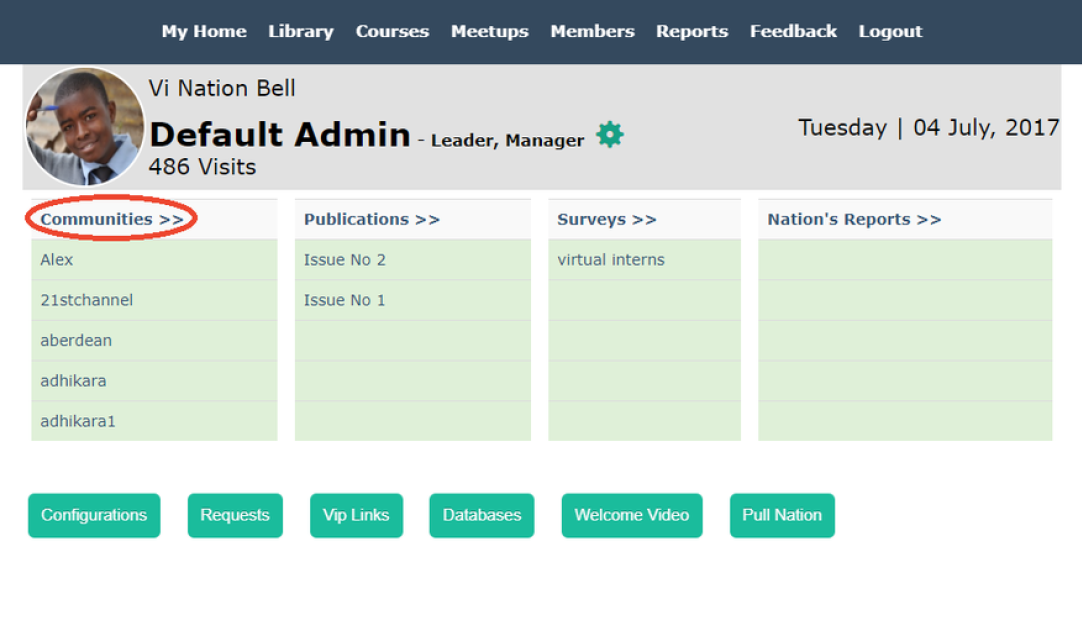 My Home Library Courses Meetups Members Reports Feedback Logout
Vi Nation Bell
Default Admin - Leader, Manager
486 Visits
Tuesday | 04 July, 2017
Communities >> Publications >> Surveys >> Nation's Reports >>
Alex Issue No 2 virtual interns
21stchannel Issue No 1
aberdean
adhikara
adhikara1
Configurations Requests Vip Links Databases Welcome Video Pull Nation